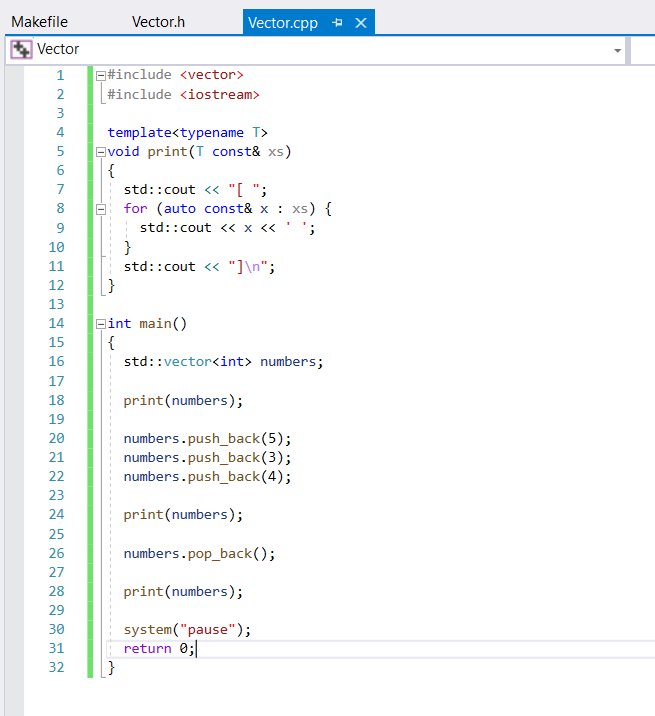 Makefile Vector.h Vector.cpp
Vector
1 #include <vector>
2 #include <iostream>
3
4 template<typename T>
5 void print(T const& xs)
6 {
7   std::cout << "[ ";
8   for (auto const& x : xs) {
9     std::cout << x << ' ';
10   }
11   std::cout << "]\n";
12 }
13
14 int main()
15 {
16   std::vector<int> numbers;
17
18   print(numbers);
19
20   numbers.push_back(5);
21   numbers.push_back(3);
22   numbers.push_back(4);
23
24   print(numbers);
25
26   numbers.pop_back();
27
28   print(numbers);
29
30   system("pause");
31   return 0;
32 }